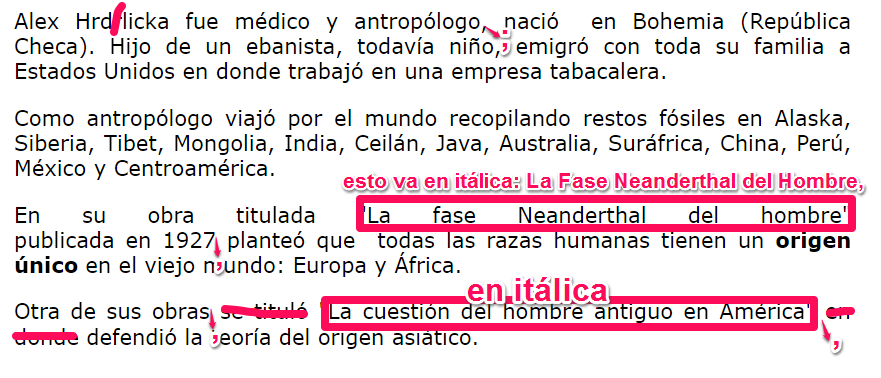 Alex Hrdflicka fue médico y antropólogo, nació en Bohemia (República
Checa). Hijo de un ebanista, todavía niño,; emigró con toda su familia a
Estados Unidos en donde trabajó en una empresa tabacalera.
Como antropólogo viajó por el mundo recopilando restos fósiles en Alaska,
Siberia, Tibet, Mongolia, India, Ceilán, Java, Australia, Suráfrica, China, Perú,
México y Centroamérica.
esto va en itálica: La Fase Neanderthal del Hombre,
En su obra titulada "La fase Neanderthal del hombre"
publicada en 1927, planteó que todas las razas humanas tienen un origen
único en el viejo mundo: Europa y África.
en itálica
Otra de sus obras, se tituló "La cuestión del hombre antiguo en América", en
donde defendió la teoría del origen asiático.